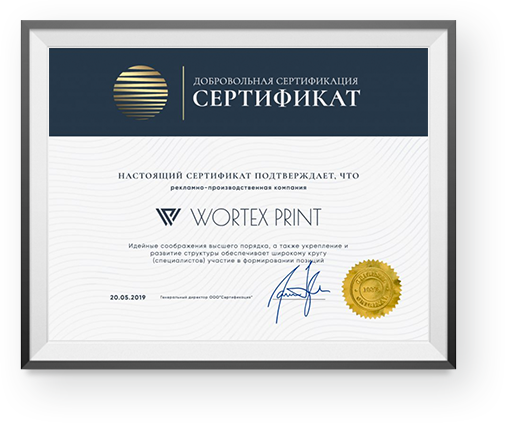 ДОБРОВОЛЬНАЯ СЕРТИФИКАЦИЯ
СЕРТИФИКАТ
НАСТОЯЩИЙ СЕРТИФИКАТ ПОДТВЕРЖДАЕТ, ЧТО
рекламно-производственная компания
WORTEX PRINT
Идейные соображения высшего порядка, а также укрепление и
развитие структуры обеспечивает широкому кругу
(специалистов) участие в формировании позиций
20.05.2019 Генеральный директор ООО"Сертификация"